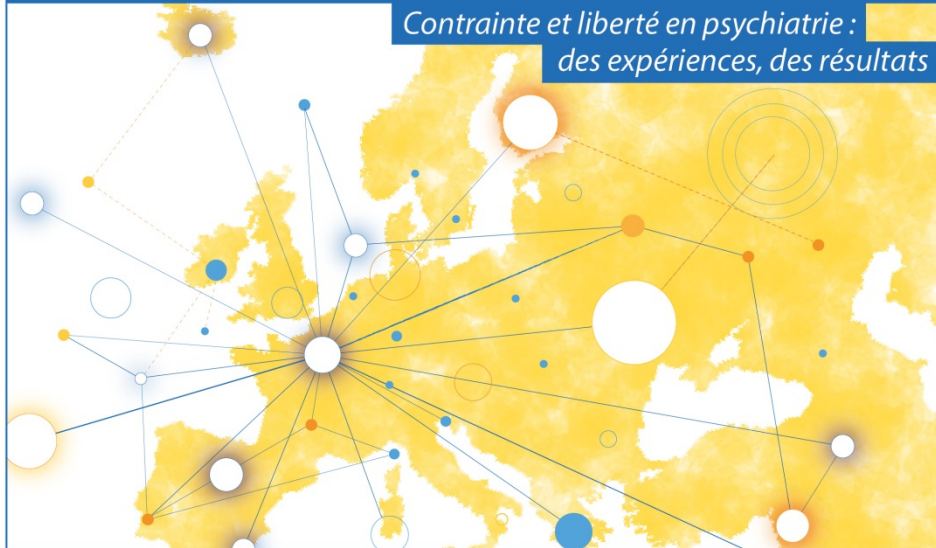 Contrainte et liberté en psychiatrie :
des expériences, des résultats